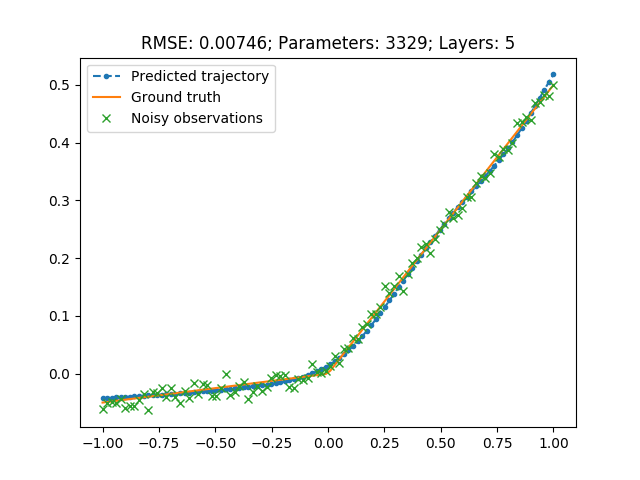 RMSE: 0.00746; Parameters: 3329; Layers: 5
Predicted trajectory
Ground truth
Noisy observations
0.5
0.4
0.3
0.2
0.1
0.0
−1.00 −0.75 −0.50 −0.25 0.00 0.25 0.50 0.75 1.00